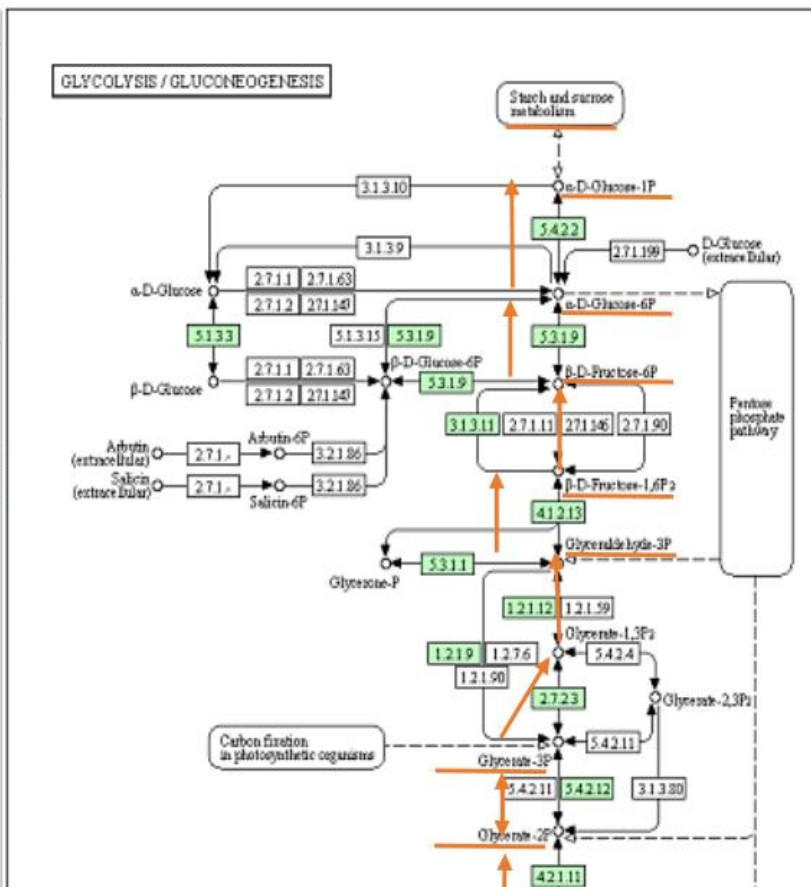 GLYCOLYSIS / GLUCONEOGENESIS
Starch and sucrose
metabolism
3.1.3.10
α-D-Glucose-1P
5.4.2.2
3.1.3.9
2.7.1.199
D-Glucose
(extracellular)
α-D-Glucose
2.7.1.1
2.7.1.63
2.7.1.2
2.7.1.147
α-D-Glucose-6P
5.1.3.3
5.1.3.15
5.3.1.9
5.3.1.9
β-D-Glucose-6P
β-D-Glucose
2.7.1.1
2.7.1.63
2.7.1.2
2.7.1.147
5.3.1.9
β-D-Fructose-6P
Pentose
phosphate
pathway
3.1.3.11
2.7.1.11
2.7.1.146
2.7.1.90
Arbutin
(extracellular)
2.7.1.-
Arbutin-6P
3.2.1.86
Salicin
(extracellular)
2.7.1.-
Salicin-6P
3.2.1.86
β-D-Fructose-1,6P2
4.1.2.13
Glyceraldehyde-3P
5.3.1.1
Glycerone-P
1.2.1.12
1.2.1.59
Glycerate-1,3P2
1.2.1.9
1.2.7.6
1.2.1.90
5.4.2.4
2.7.2.3
Glycerate-2,3P2
Carbon fixation
in photosynthetic organisms
5.4.2.11
Glycerate-3P
5.4.2.11
5.4.2.12
3.1.3.80
Glycerate-2P
4.2.1.11